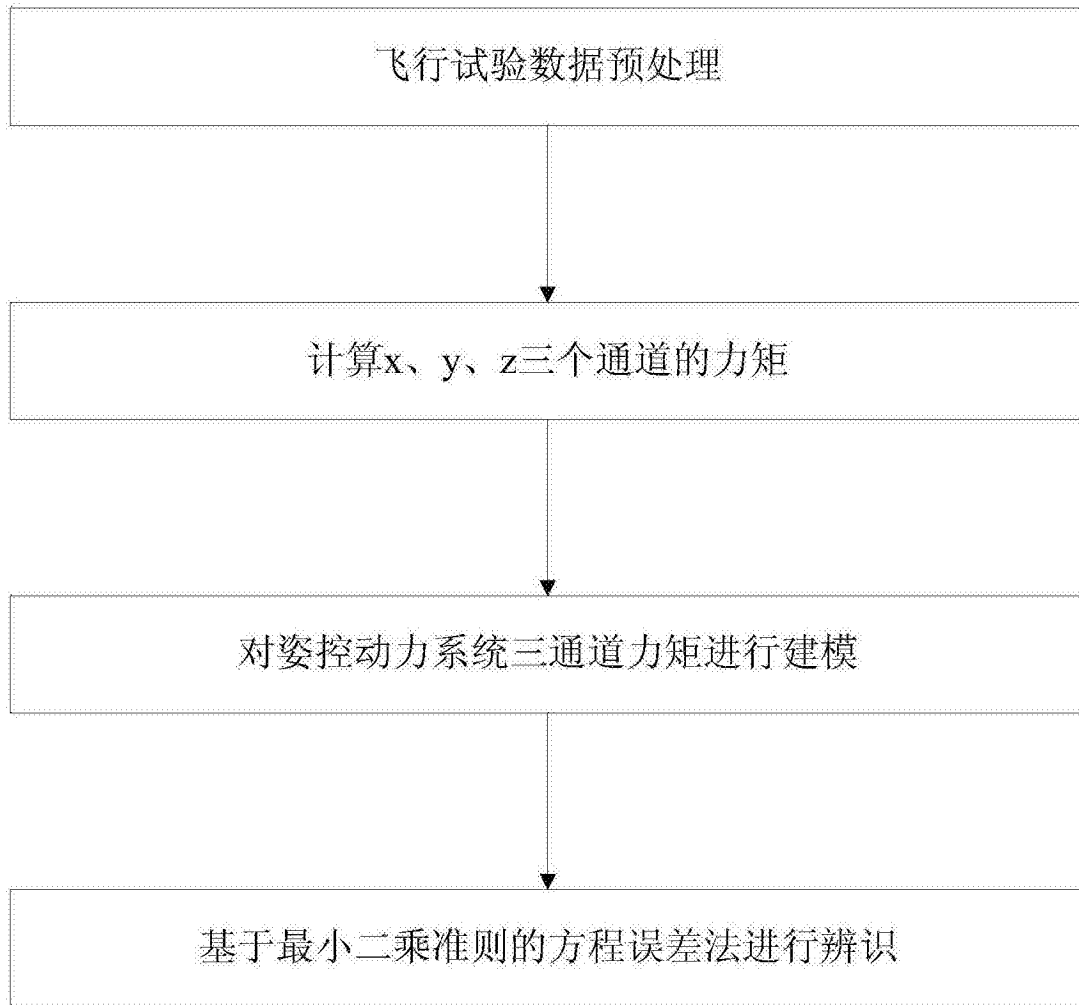 飞行试验数据预处理
计算x、y、z三个通道的力矩
对姿控动力系统三通道力矩进行建模
基于最小二乘准则的方程误差法进行辨识